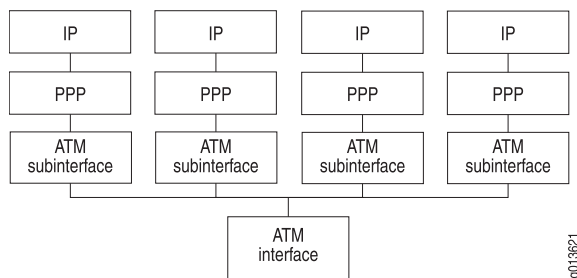 IP IP IP IP
PPP PPP PPP PPP
ATM subinterface ATM subinterface ATM subinterface ATM subinterface
ATM
interface
g013621